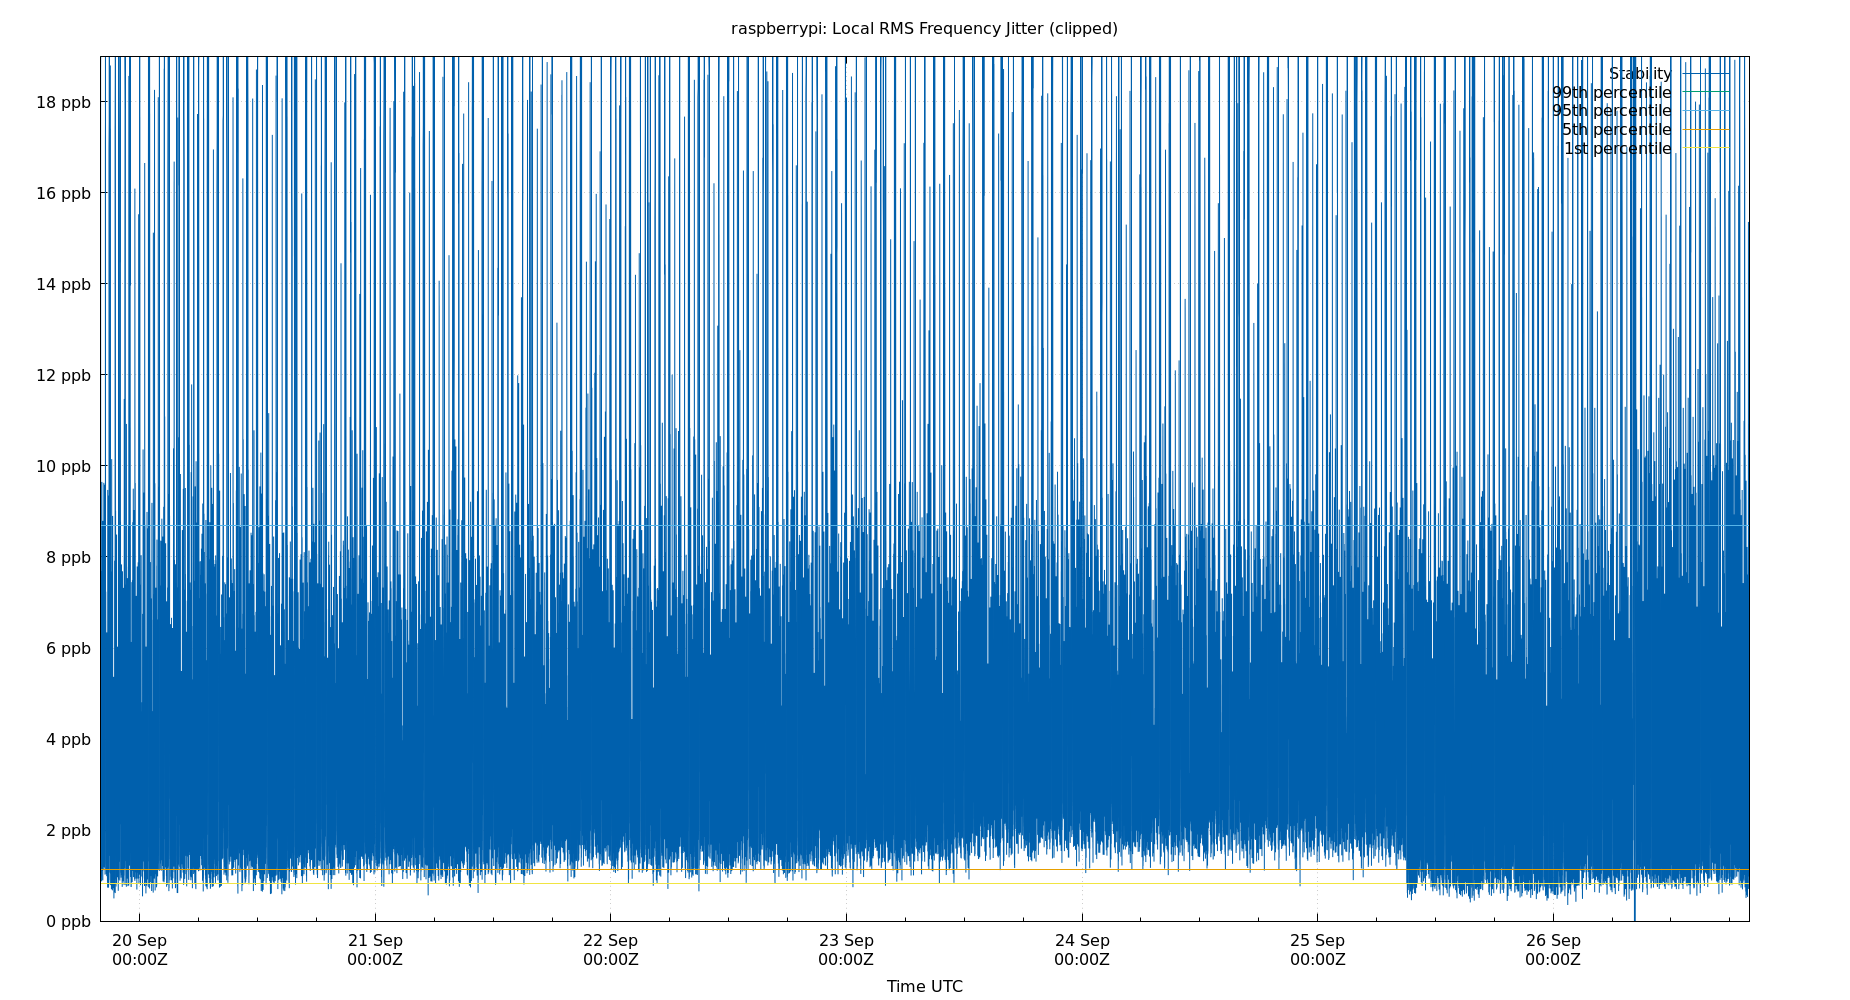 raspberrypi: Local RMS Frequency Jitter (clipped)
Stability
99th percentile
95th percentile
5th percentile
1st percentile
18 ppb
16 ppb
14 ppb
12 ppb
10 ppb
8 ppb
6 ppb
4 ppb
2 ppb
0 ppb
20 Sep 21 Sep 22 Sep 23 Sep 24 Sep 25 Sep 26 Sep
00:00Z 00:00Z 00:00Z 00:00Z 00:00Z 00:00Z 00:00Z
Time UTC